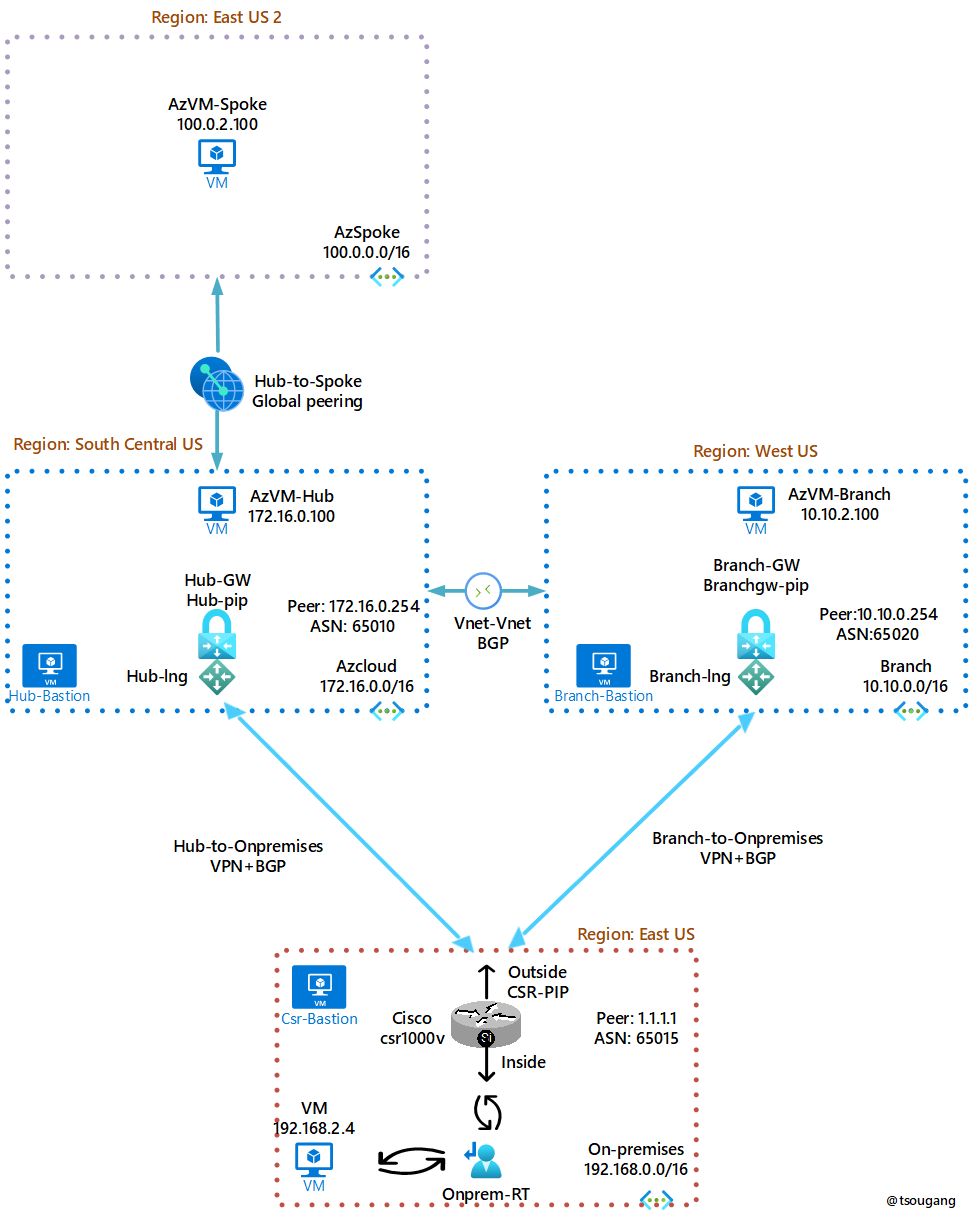 Region: East US 2
AzVM-Spoke
100.0.2.100
VM
AzSpoke
100.0.0.0/16
Hub-to-Spoke
Global peering
Region: South Central US
AzVM-Hub
172.16.0.100
VM
Hub-GW
Hub-pip
Peer: 172.16.0.254
ASN: 65010
Hub-lng
Azcloud
172.16.0.0/16
VM
Hub-Bastion
Vnet-Vnet
BGP
Region: West US
AzVM-Branch
10.10.2.100
VM
Branch-GW
Branchgw-pip
Peer:10.10.0.254
ASN:65020
Branch-lng
Branch
10.10.0.0/16
VM
Branch-Bastion
Hub-to-Onpremises
VPN+BGP
Branch-to-Onpremises
VPN+BGP
Region: East US
VM
Csr-Bastion
Outside
CSR-PIP
Cisco
csr1000v
Si
Peer: 1.1.1.1
ASN: 65015
Inside
VM
192.168.2.4
VM
Onprem-RT
On-premises
192.168.0.0/16
@tsougang